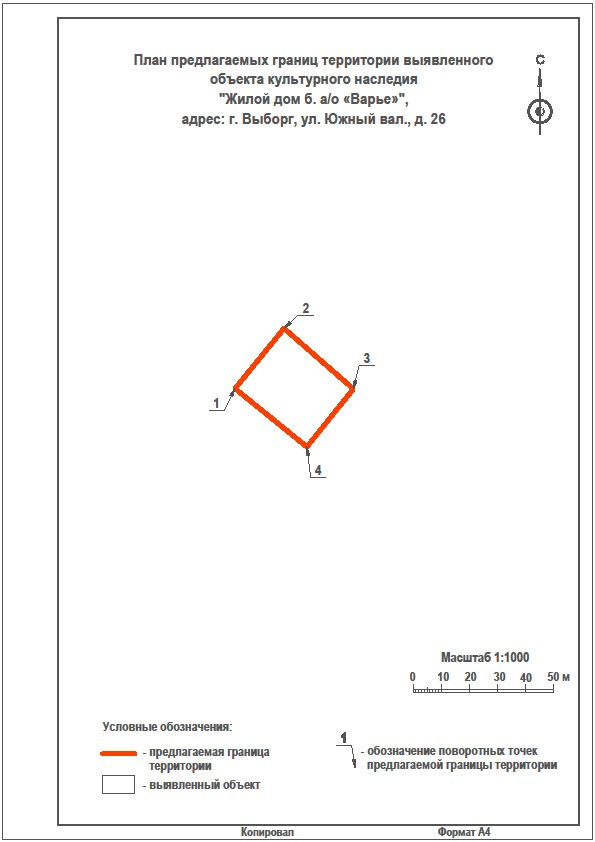 План предлагаемых границ территории выявленного
объекта культурного наследия
"Жилой дом б. а/о «Варье»",
адрес: г. Выборг, ул. Южный вал., д. 26
С
2
3
1
4
Масштаб 1:1000
0 10 20 30 40 50 м
Условные обозначения:
- предлагаемая граница
территории
- выявленный объект
1
- обозначение поворотных точек
предлагаемой границы территории
Копировал Формат А4